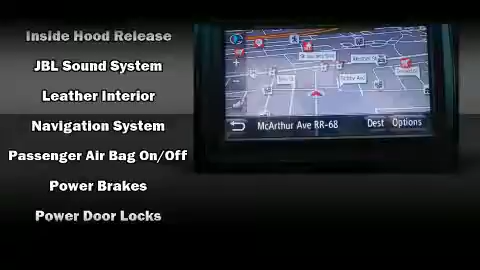 Inside Hood Release
JBL Sound System
Leather Interior
Navigation System
Passenger Air Bag On/Off
Power Brakes
Power Door Locks
McArthur Ave RR-68
Dest
Options